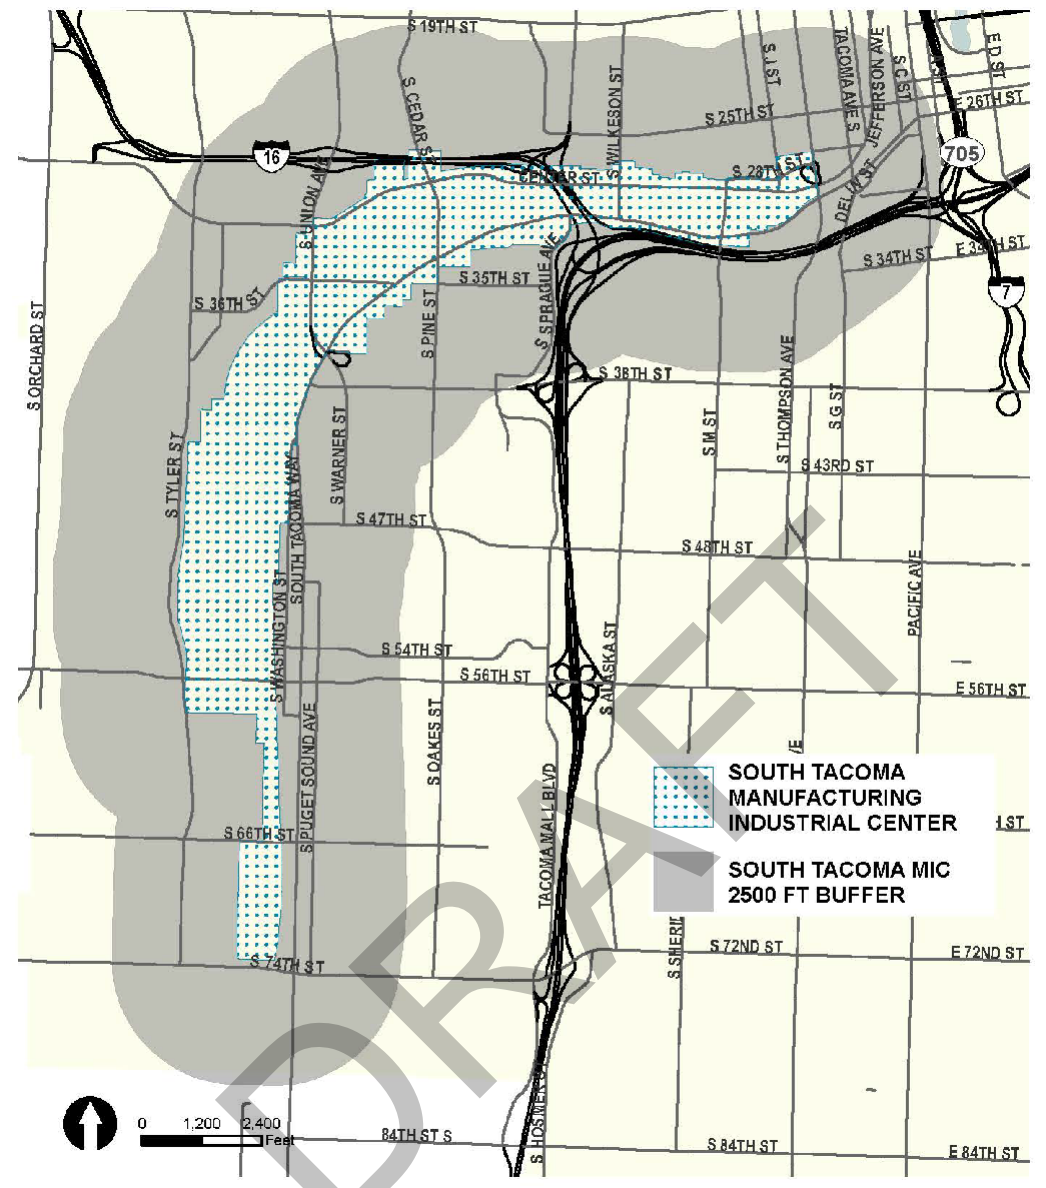 S 19TH ST
S CEDAR ST
S WILKESON ST
S J ST
TACOMA AVE S
JEFFERSON AVE
S C ST
E D ST
E 26TH ST
S 25TH ST
16
705
S 28TH ST
CENTER ST
S UNION AVE
DELIN ST
S 34TH ST
E 34TH ST
S 35TH ST
S 36TH ST
S SPRAGUE AVE
S PINE ST
7
S ORCHARD ST
S 38TH ST
S THOMPSON AVE
S G ST
S M ST
S TYLER ST
S WARNER ST
SOUTH TACOMA WAY
S 43RD ST
S 47TH ST
S 48TH ST
PACIFIC AVE
S WASHINGTON ST
S 54TH ST
S 56TH ST
E 56TH ST
S ALASKA ST
S OAKES ST
S PUGET SOUND AVE
TACOMA MALL BLVD
S 66TH ST
SOUTH TACOMA
MANUFACTURING
INDUSTRIAL CENTER
SOUTH TACOMA MIC
2500 FT BUFFER
S SHERID
S 72ND ST
E 72ND ST
S 74TH ST
DRAFT
0 1,200 2,400
Feet
S HOSMER ST
84TH ST S
S 84TH ST
E 84TH ST